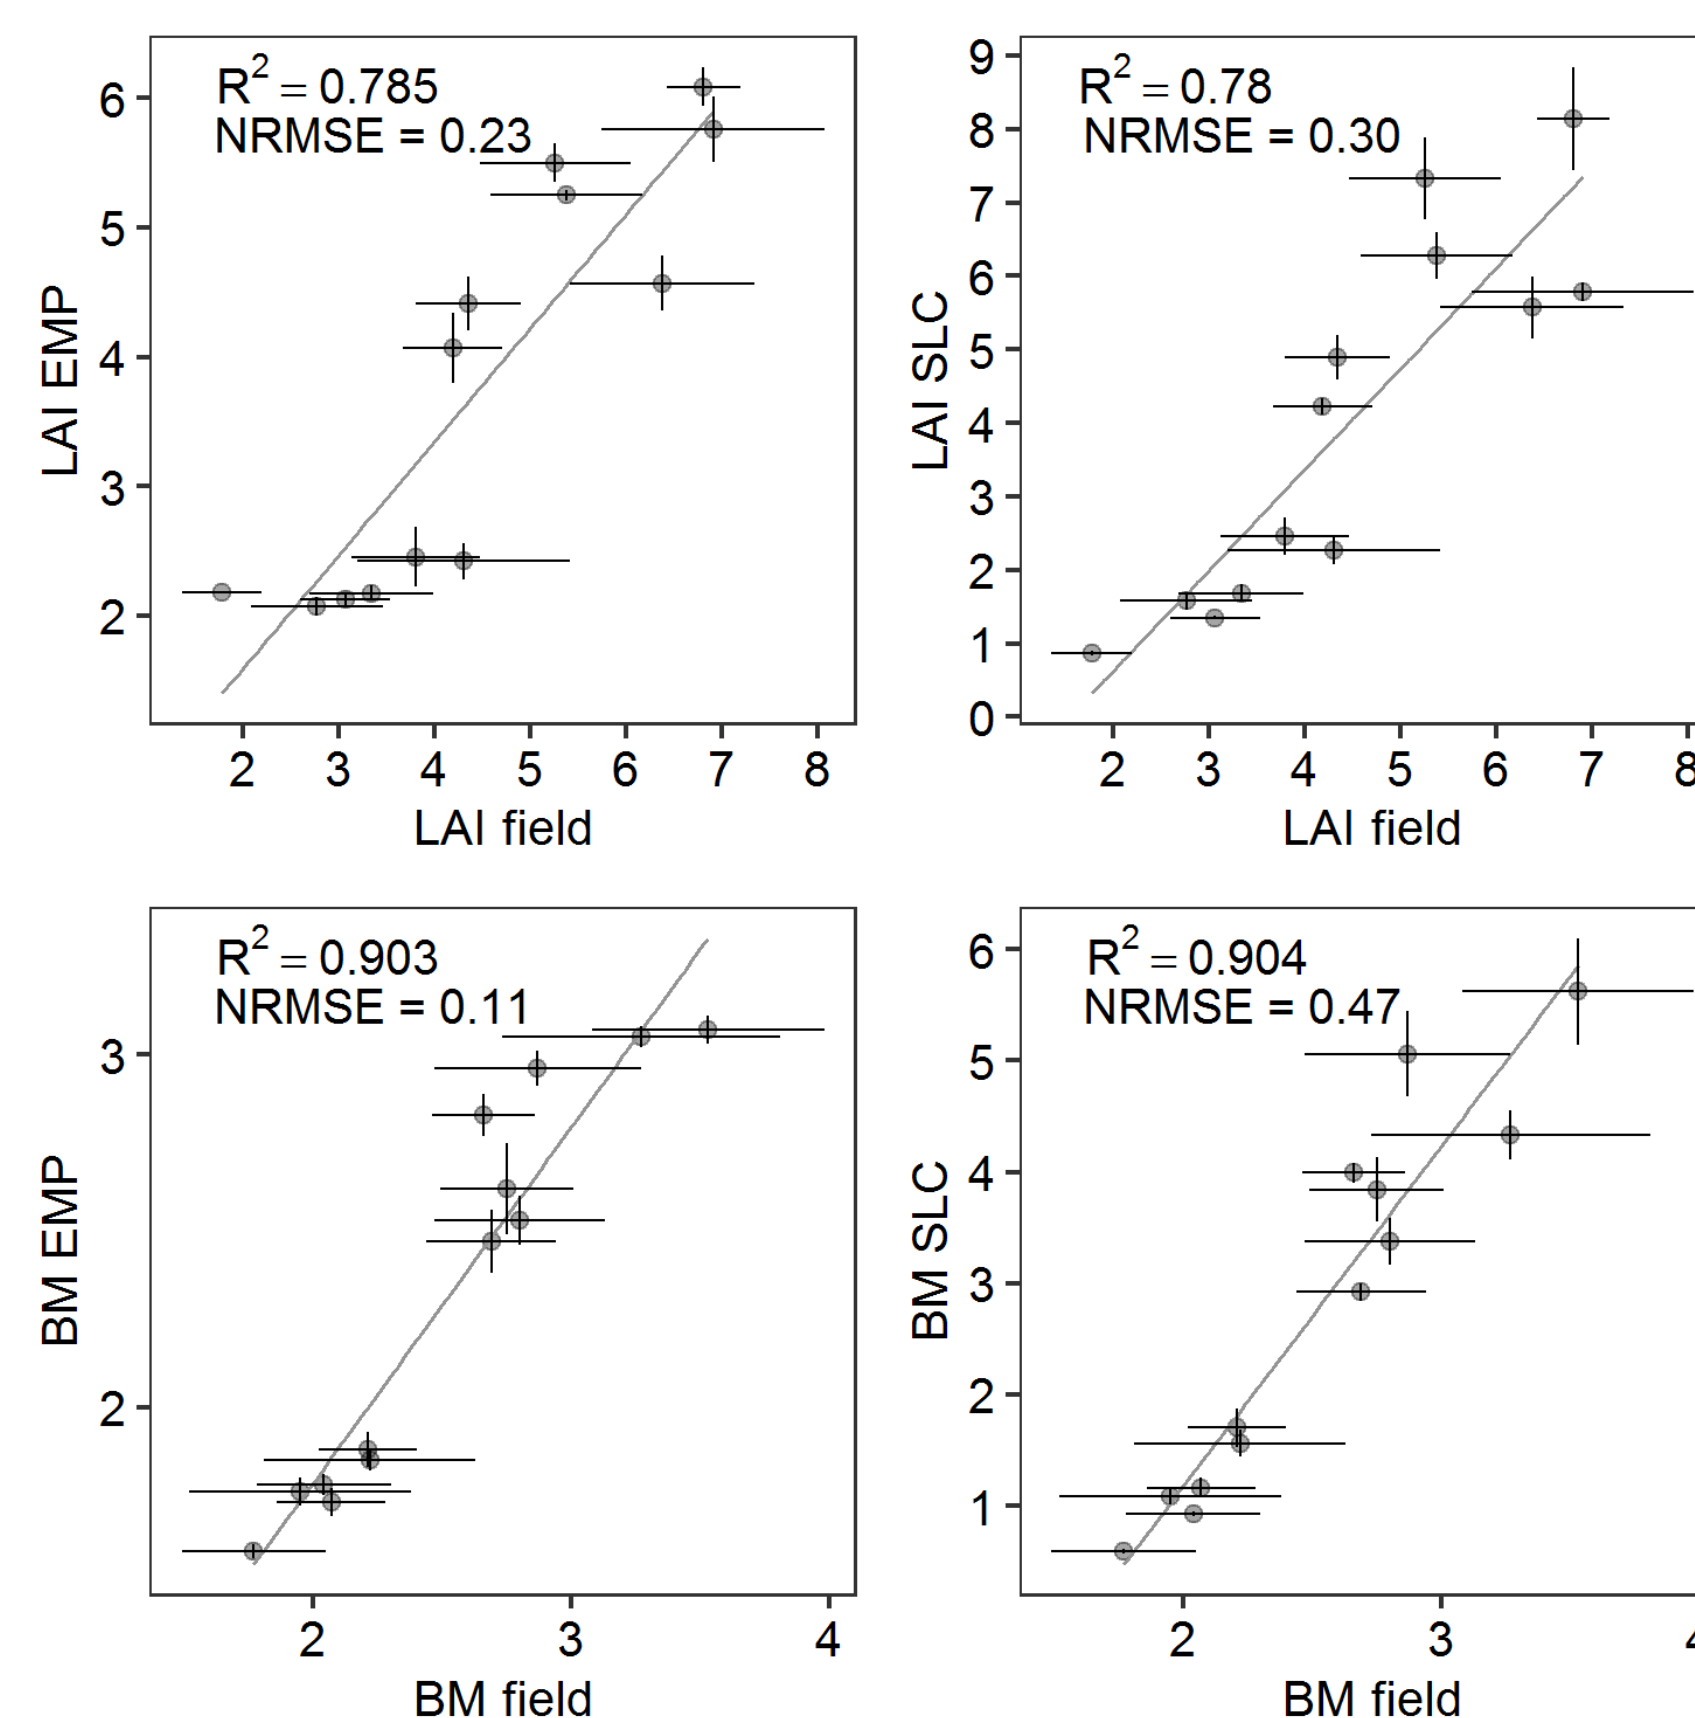 R² = 0.785
NRMSE = 0.23
6
5
4
3
2
LAI EMP
2 3 4 5 6 7 8
LAI field
R² = 0.78
NRMSE = 0.30
9
8
7
6
5
4
3
2
1
0
LAI SLC
2 3 4 5 6 7 8
LAI field
R² = 0.903
NRMSE = 0.11
3
2
BM EMP
2 3 4
BM field
R² = 0.904
NRMSE = 0.47
6
5
4
3
2
1
BM SLC
2 3 4
BM field